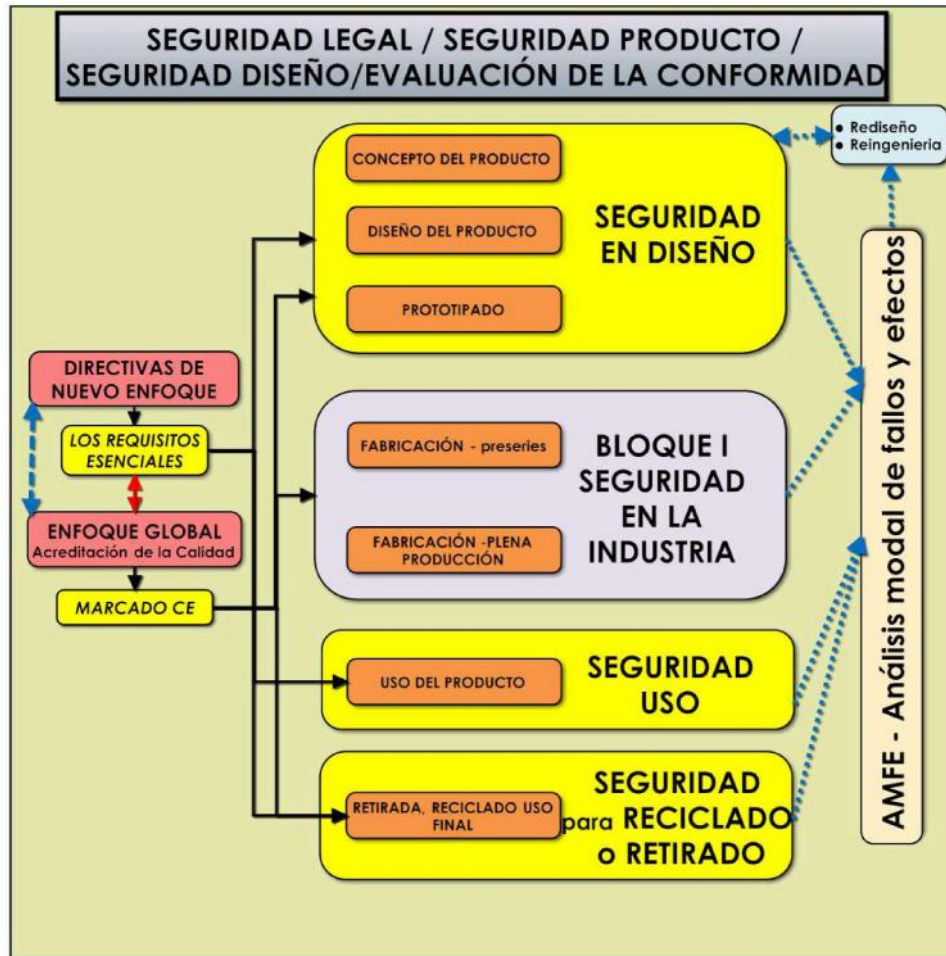 SEGURIDAD LEGAL / SEGURIDAD PRODUCTO /
SEGURIDAD DISEÑO/EVALUACIÓN DE LA CONFORMIDAD
• Rediseño
• Reingenieria
CONCEPTO DEL PRODUCTO
DISEÑO DEL PRODUCTO
PROTOTIPADO
SEGURIDAD
EN DISEÑO
DIRECTIVAS DE
NUEVO ENFOQUE
LOS REQUISITOS
ESENCIALES
ENFOQUE GLOBAL
Acreditación de la Calidad
MARCADO CE
FABRICACIÓN - preseries
FABRICACIÓN -PLENA
PRODUCCIÓN
BLOQUE I
SEGURIDAD
EN LA
INDUSTRIA
USO DEL PRODUCTO
SEGURIDAD
USO
RETIRADA, RECICLADO USO
FINAL
SEGURIDAD
para RECICLADO
o RETIRADO
AMFE - Análisis modal de fallos y efectos